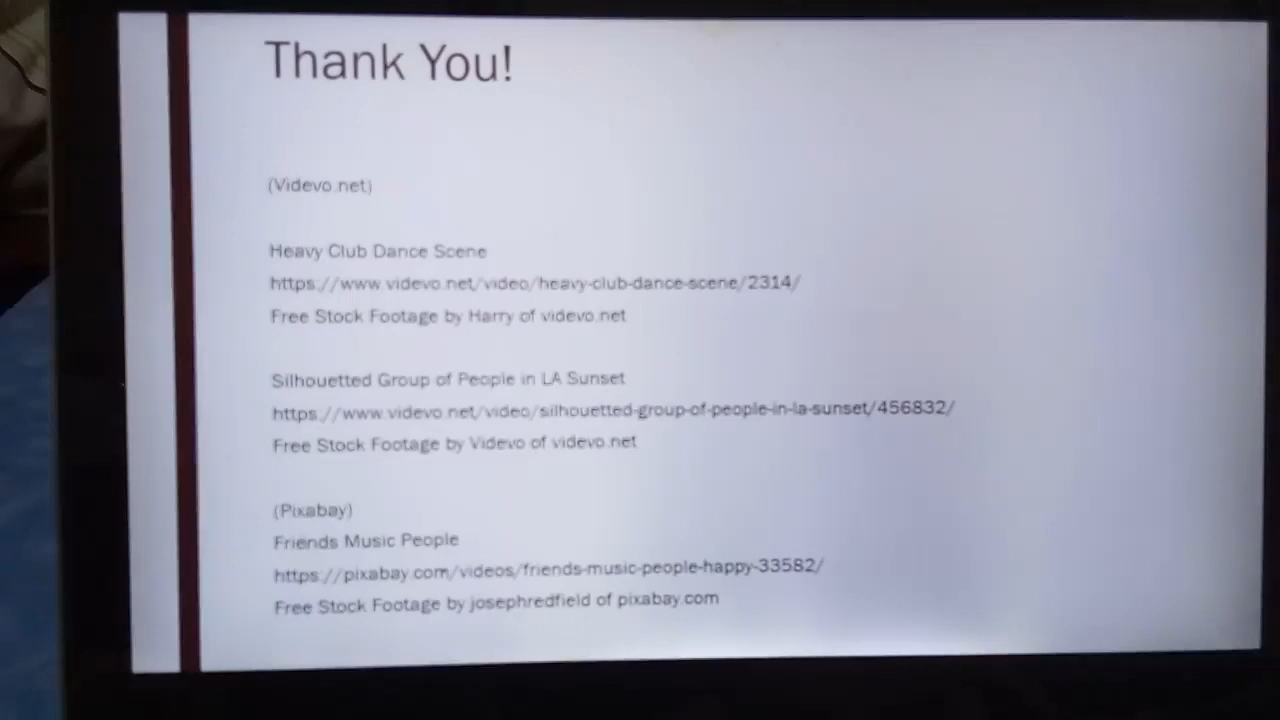 Thank You!
(Videvo.net)
Heavy Club Dance Scene
https://www.videvo.net/video/heavy-club-dance-scene/2314/
Free Stock Footage by Harry of videvo.net
Silhouetted Group of People in LA Sunset
https://www.videvo.net/video/silhouetted-group-of-people-in-la-sunset/456832/
Free Stock Footage by Videvo of videvo.net
(Pixabay)
Friends Music People
https://pixabay.com/videos/friends-music-people-happy-33582/
Free Stock Footage by josephredfield of pixabay.com